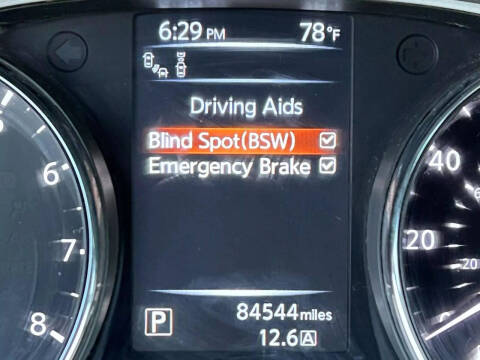 6:29 PM 78°F
Driving Aids
Blind Spot(BSW)
Emergency Brake
P 84544 miles
12.6 A
6
7
8
40
20
20